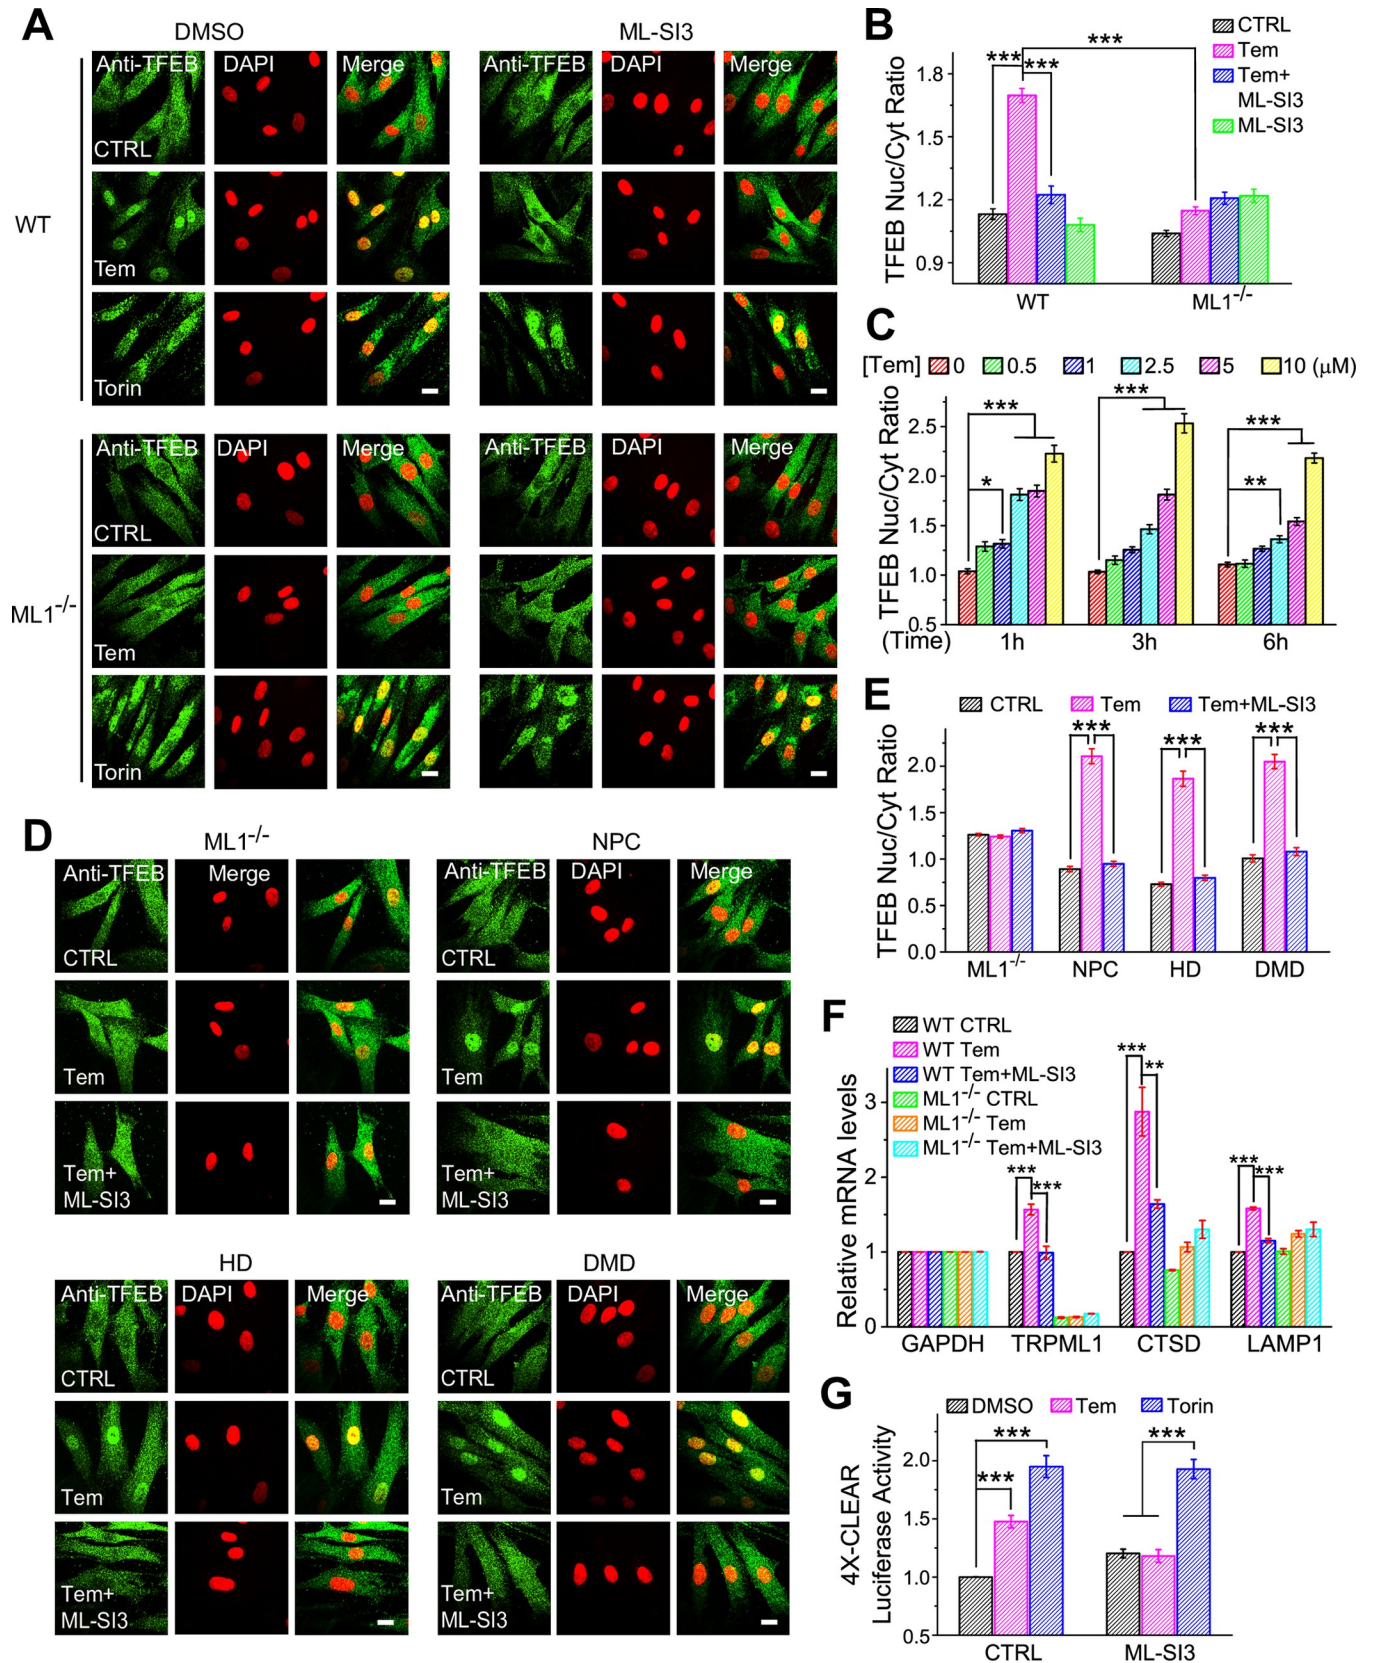 A
DMSO
ML-SI3
Anti-TFEB DAPI Merge
Anti-TFEB DAPI Merge
CTRL
WT
Tem
Torin
Anti-TFEB DAPI Merge
Anti-TFEB DAPI Merge
CTRL
ML1-/-
Tem
Torin
B
CTRL
Tem
Tem+
ML-SI3
ML-SI3
TFEB Nuc/Cyt Ratio
1.8
1.5
1.2
0.9
*** *** ***
WT ML1-/-
C
[Tem] 0 0.5 1 2.5 5 10 (μM)
TFEB Nuc/Cyt Ratio
2.5
2.0
1.5
1.0
0.5
*** * *** *** **
(Time) 1h 3h 6h
D
ML1-/-
NPC
Anti-TFEB Merge
Anti-TFEB DAPI Merge
CTRL
CTRL
Tem
Tem
Tem+
ML-SI3
Tem+
ML-SI3
HD
DMD
Anti-TFEB DAPI Merge
Anti-TFEB DAPI Merge
CTRL
CTRL
Tem
Tem
Tem+
ML-SI3
Tem+
ML-SI3
E
CTRL Tem Tem+ML-SI3
TFEB Nuc/Cyt Ratio
2.0
1.5
1.0
0.5
0.0
*** *** ***
ML1-/- NPC HD DMD
F
WT CTRL
WT Tem
WT Tem+ML-SI3
ML1-/- CTRL
ML1-/- Tem
ML1-/- Tem+ML-SI3
Relative mRNA levels
3
2
1
0
*** *** *** ** *** ***
GAPDH TRPML1 CTSD LAMP1
G
DMSO Tem Torin
4X-CLEAR
Luciferase Activity
2.0
1.5
1.0
0.5
*** *** ***
CTRL ML-SI3